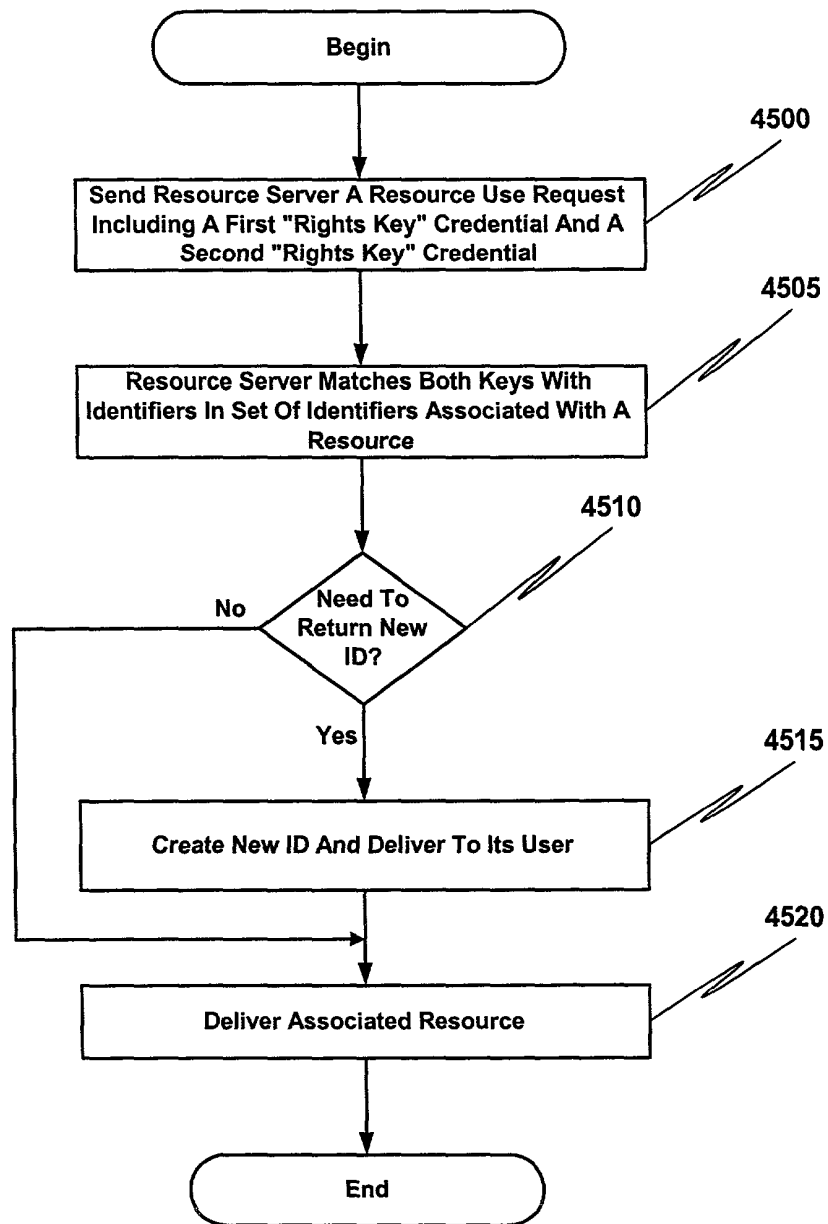 Begin
4500
Send Resource Server A Resource Use Request
Including A First "Rights Key" Credential And A
Second "Rights Key" Credential
4505
Resource Server Matches Both Keys With
Identifiers In Set Of Identifiers Associated With A
Resource
4510
No
Need To
Return New
ID?
Yes
4515
Create New ID And Deliver To Its User
4520
Deliver Associated Resource
End